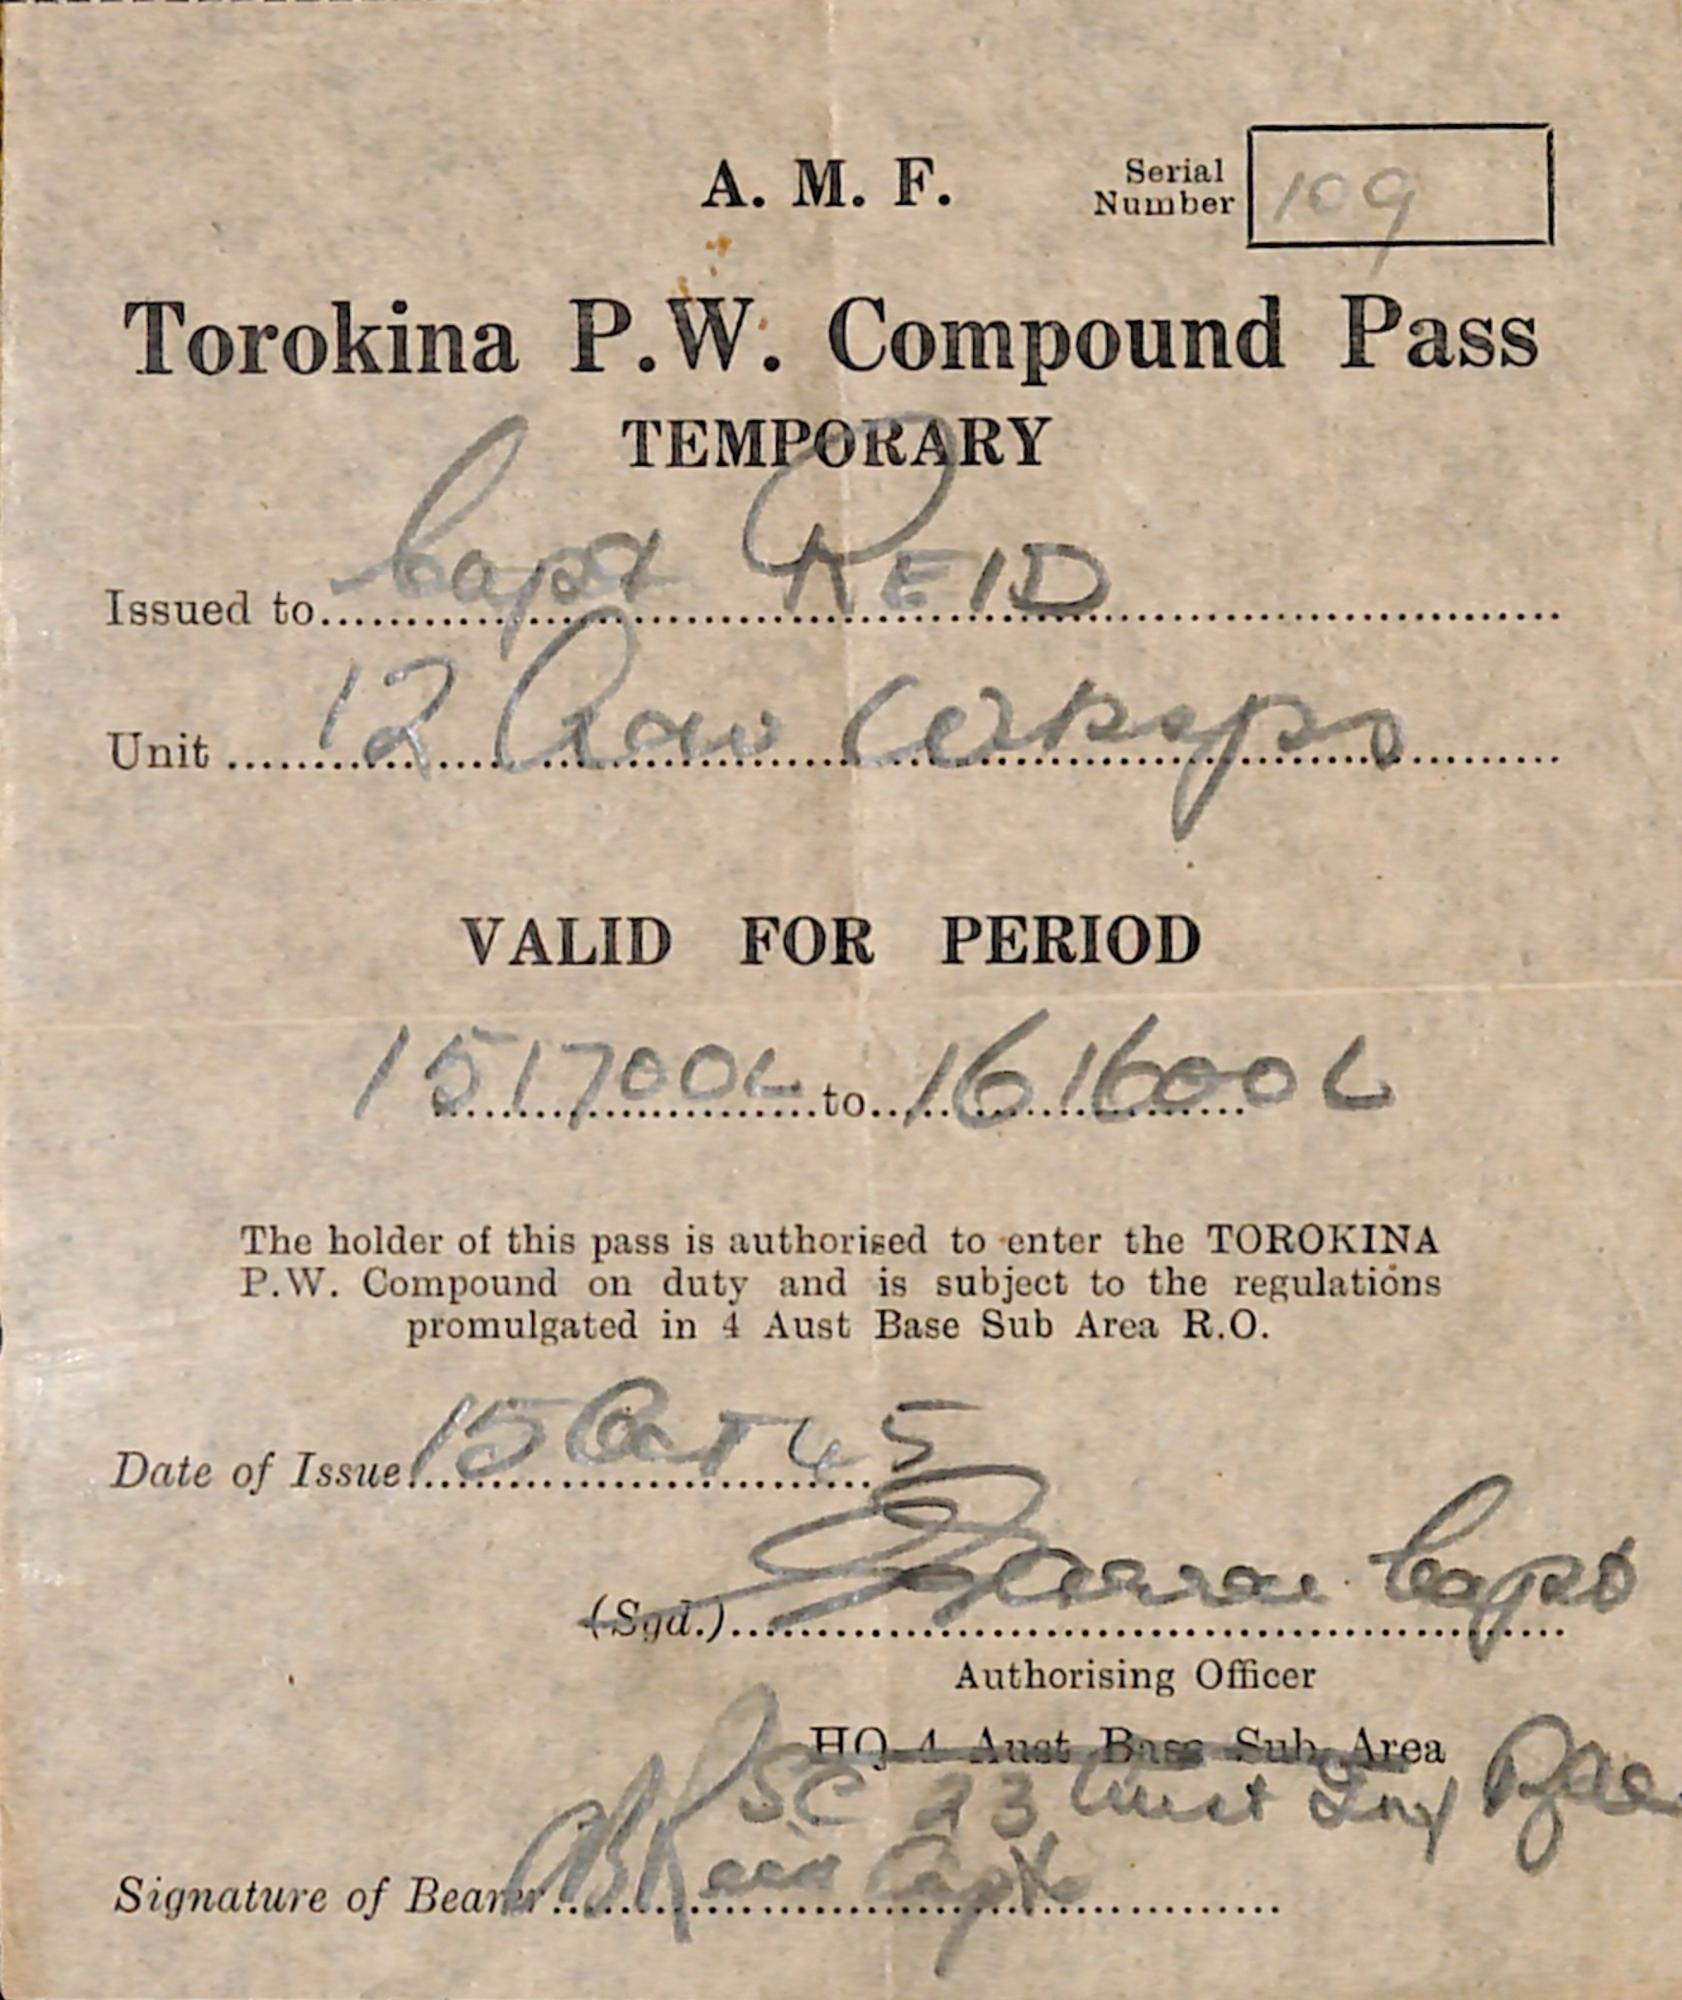 A. M. F.
Serial Number 109
Torokina P.W. Compound Pass
TEMPORARY
Issued to Capt REID
Unit 12 Wksps
VALID FOR PERIOD
151700L to 161600L
The holder of this pass is authorised to enter the TOROKINA
P.W. Compound on duty and is subject to the regulations
promulgated in 4 Aust Base Sub Area R.O.
Date of Issue 15 Oct 45
(Sgd.) Capt
Authorising Officer
HQ 4 Aust Base Sub Area
SC 23 Aust Inf Bde
Signature of Bearer Reid Capt